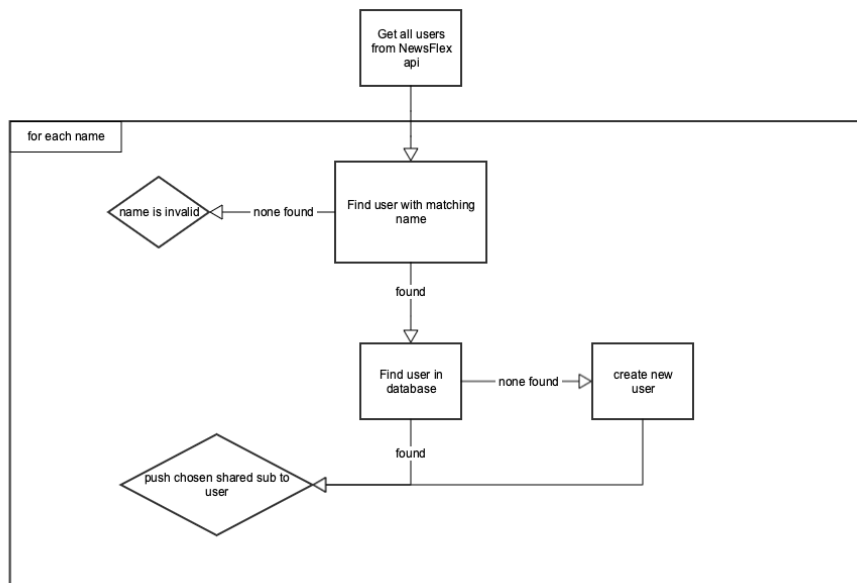 Get all users
from NewsFlex
api
for each name
Find user with matching
name
none found
name is invalid
found
Find user in
database
none found
create new
user
found
push chosen shared sub to
user